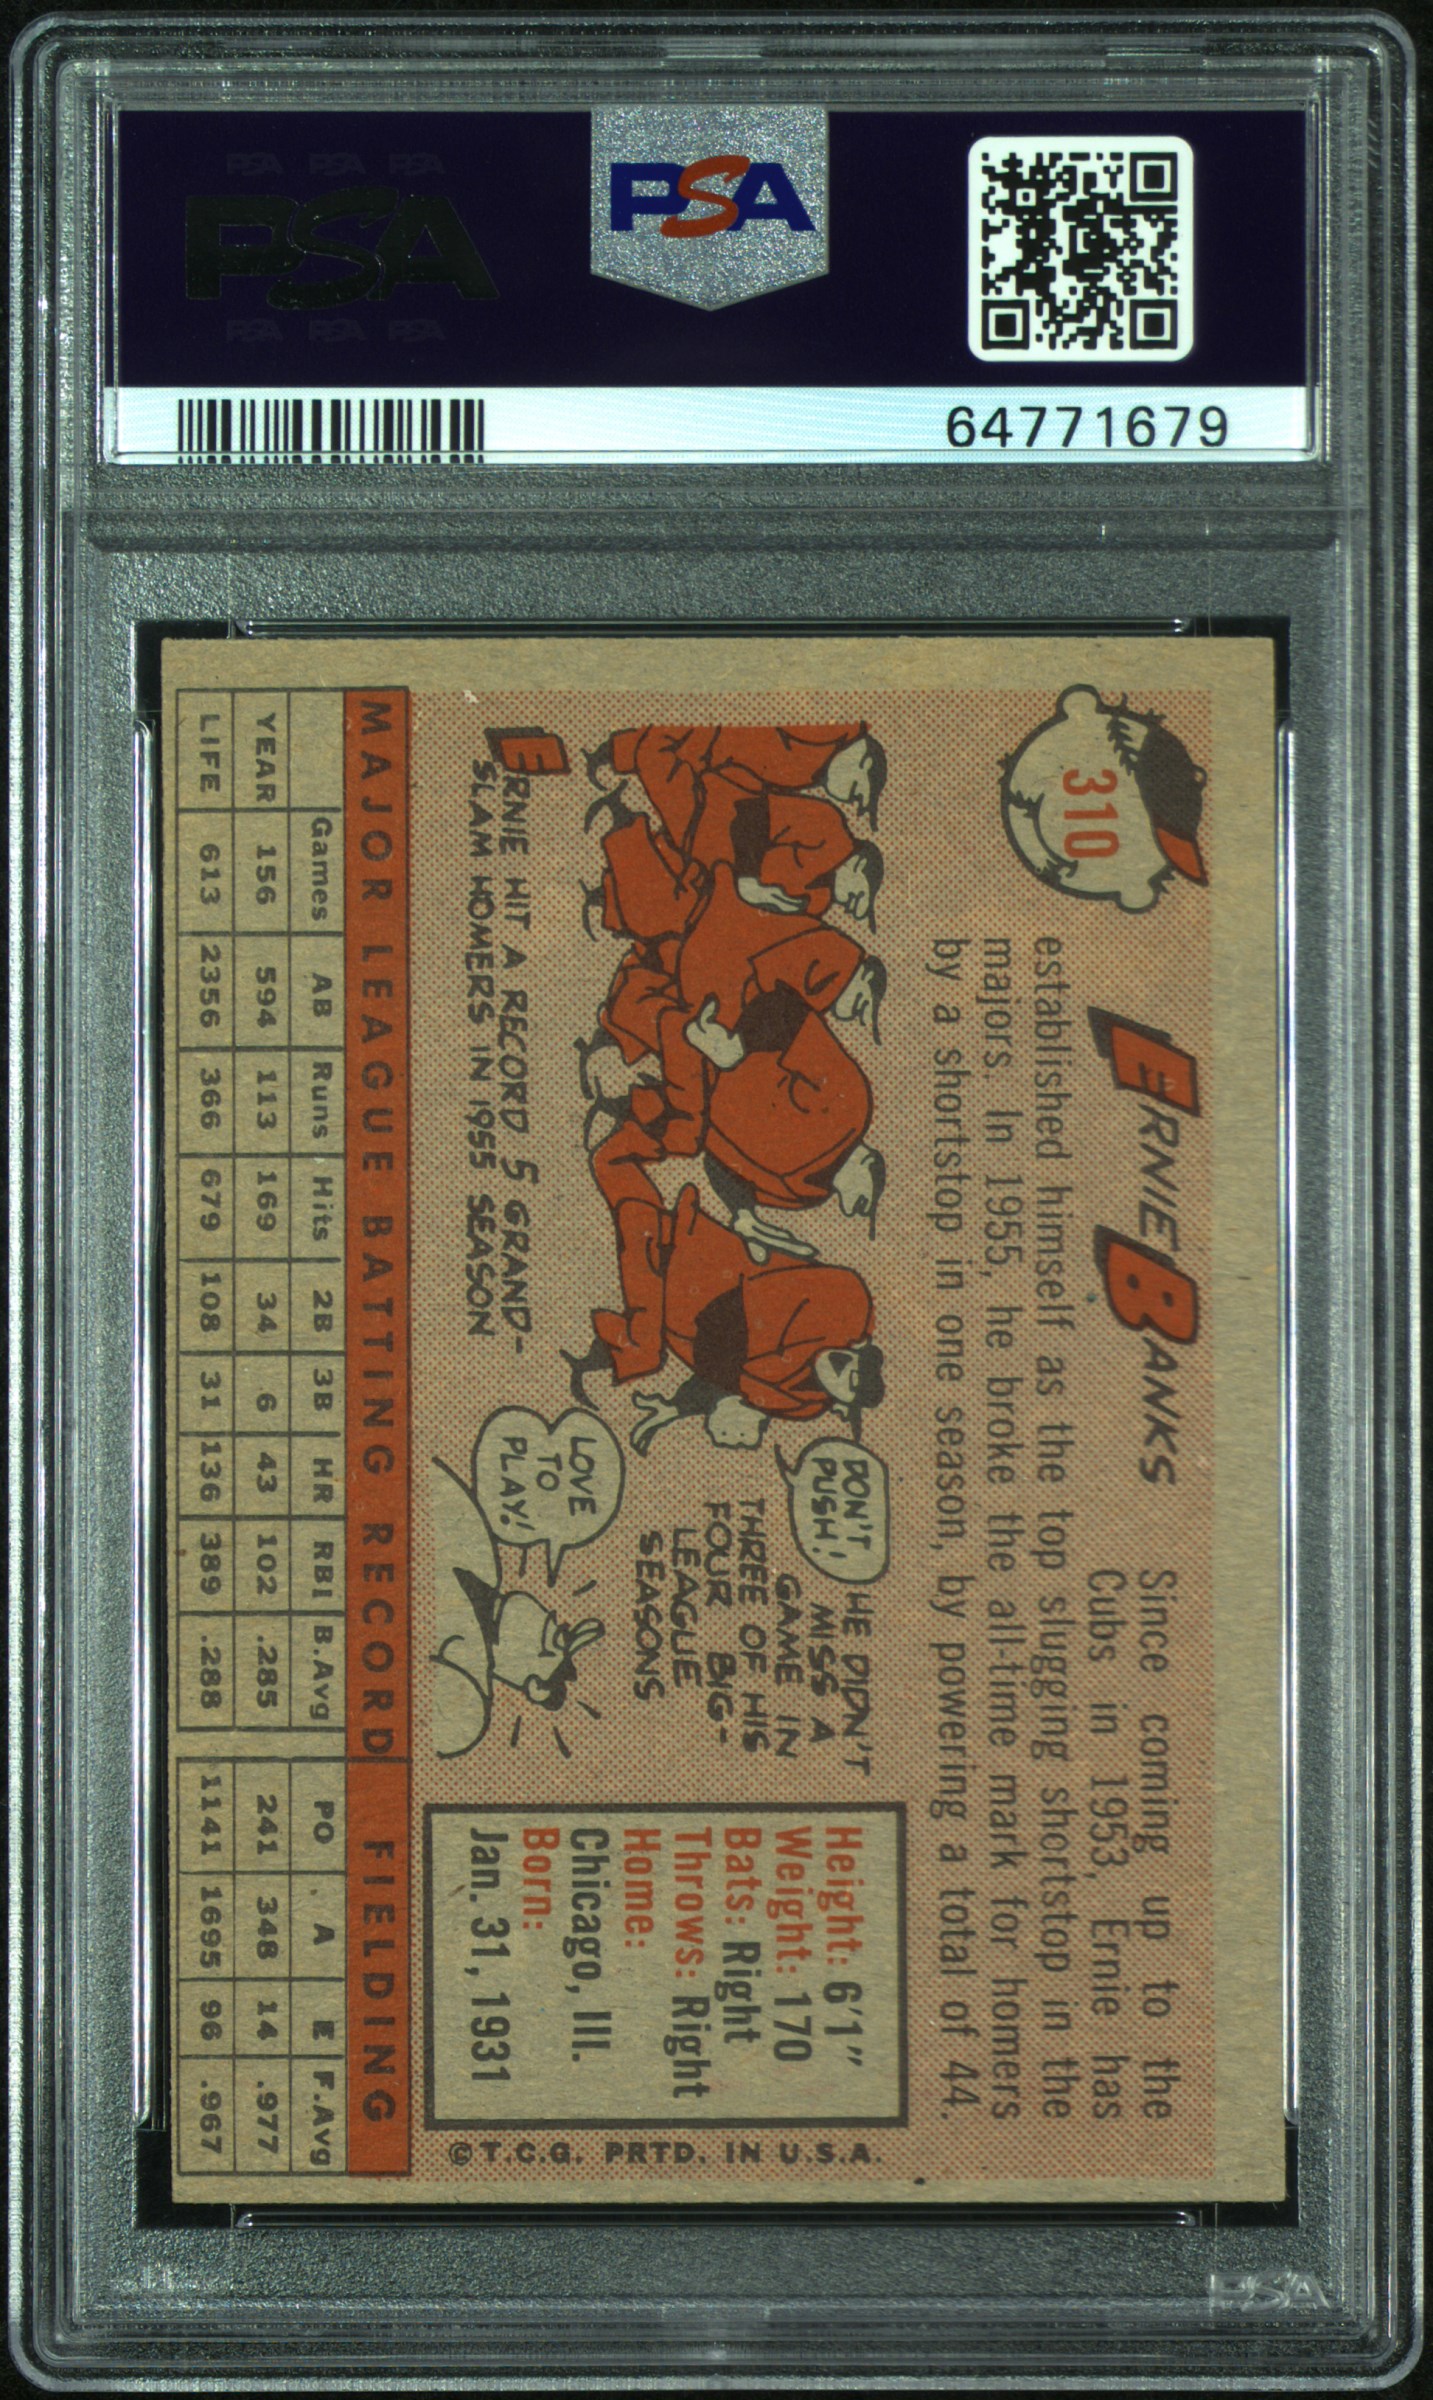 PSA PSA PSA
PSA
PSA PSA PSA
PSA
64771679
310
ERNIE BANKS
Since coming up to the
Cubs in 1953, Ernie has
established himself as the top slugging shortstop in the
majors. In 1955, he broke the all-time mark for homers
by a shortstop in one season, by powering a total of 44.
DON'T
PUSH!
HE DIDN'T
MISS A
GAME IN
THREE OF HIS
FOUR BIG-
LEAGUE
SEASONS
ERNIE HIT A RECORD 5 GRAND-
SLAM HOMERS IN 1955 SEASON
LOVE
TO
PLAY!
Height: 6'1"
Weight: 170
Bats: Right
Throws: Right
Home:
Chicago, Ill.
Born:
Jan. 31, 1931
©T.C.G. PRTD. IN U.S.A.
MAJOR LEAGUE BATTING RECORD FIELDING
Games AB Runs Hits 2B 3B HR RBI B.Avg PO A E F.Avg
YEAR 156 594 113 169 34 6 43 102 .285 241 348 14 .977
LIFE 613 2356 366 679 108 31 136 389 .288 1141 1695 96 .967
PSA